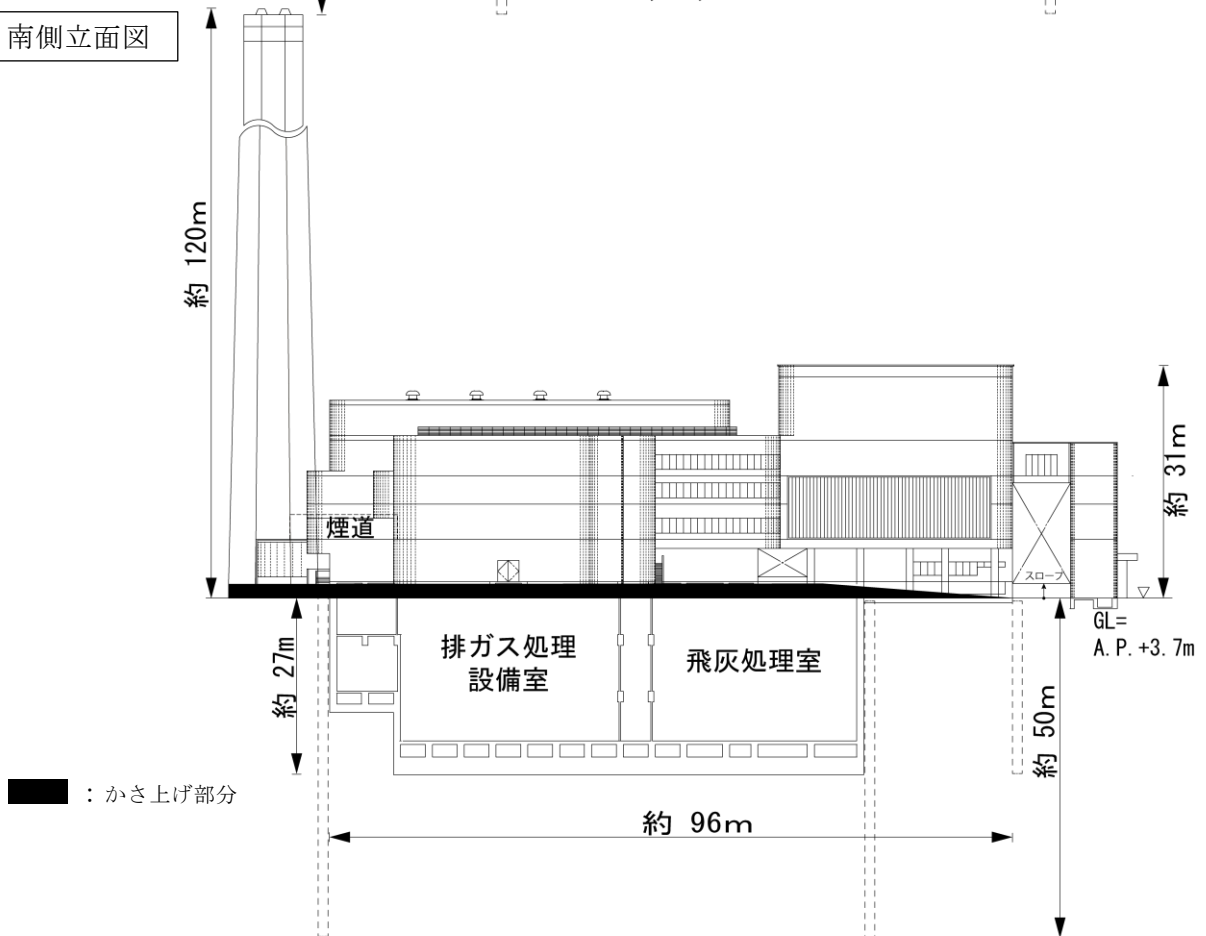 南側立面図
約 120m
約 31m
煙道
スロープ
GL=
A.P.+3.7m
約 27m
排ガス処理
設備室
飛灰処理室
約 50m
：かさ上げ部分
約 96m